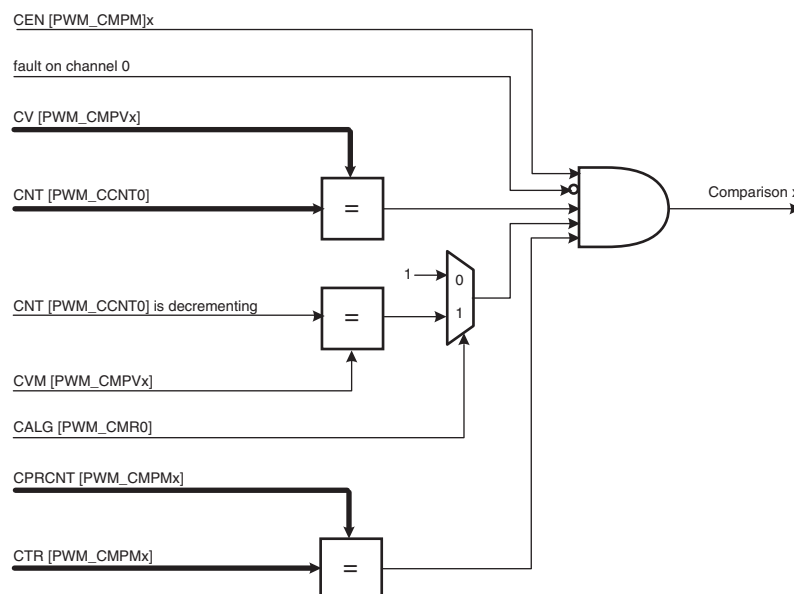 CEN [PWM_CMPM]x
fault on channel 0
CV [PWM_CMPVx]
CNT [PWM_CCNT0]
=
Comparison x
1
0
CNT [PWM_CCNT0] is decrementing
=
1
CVM [PWM_CMPVx]
CALG [PWM_CMR0]
CPRCNT [PWM_CMPMx]
CTR [PWM_CMPMx]
=